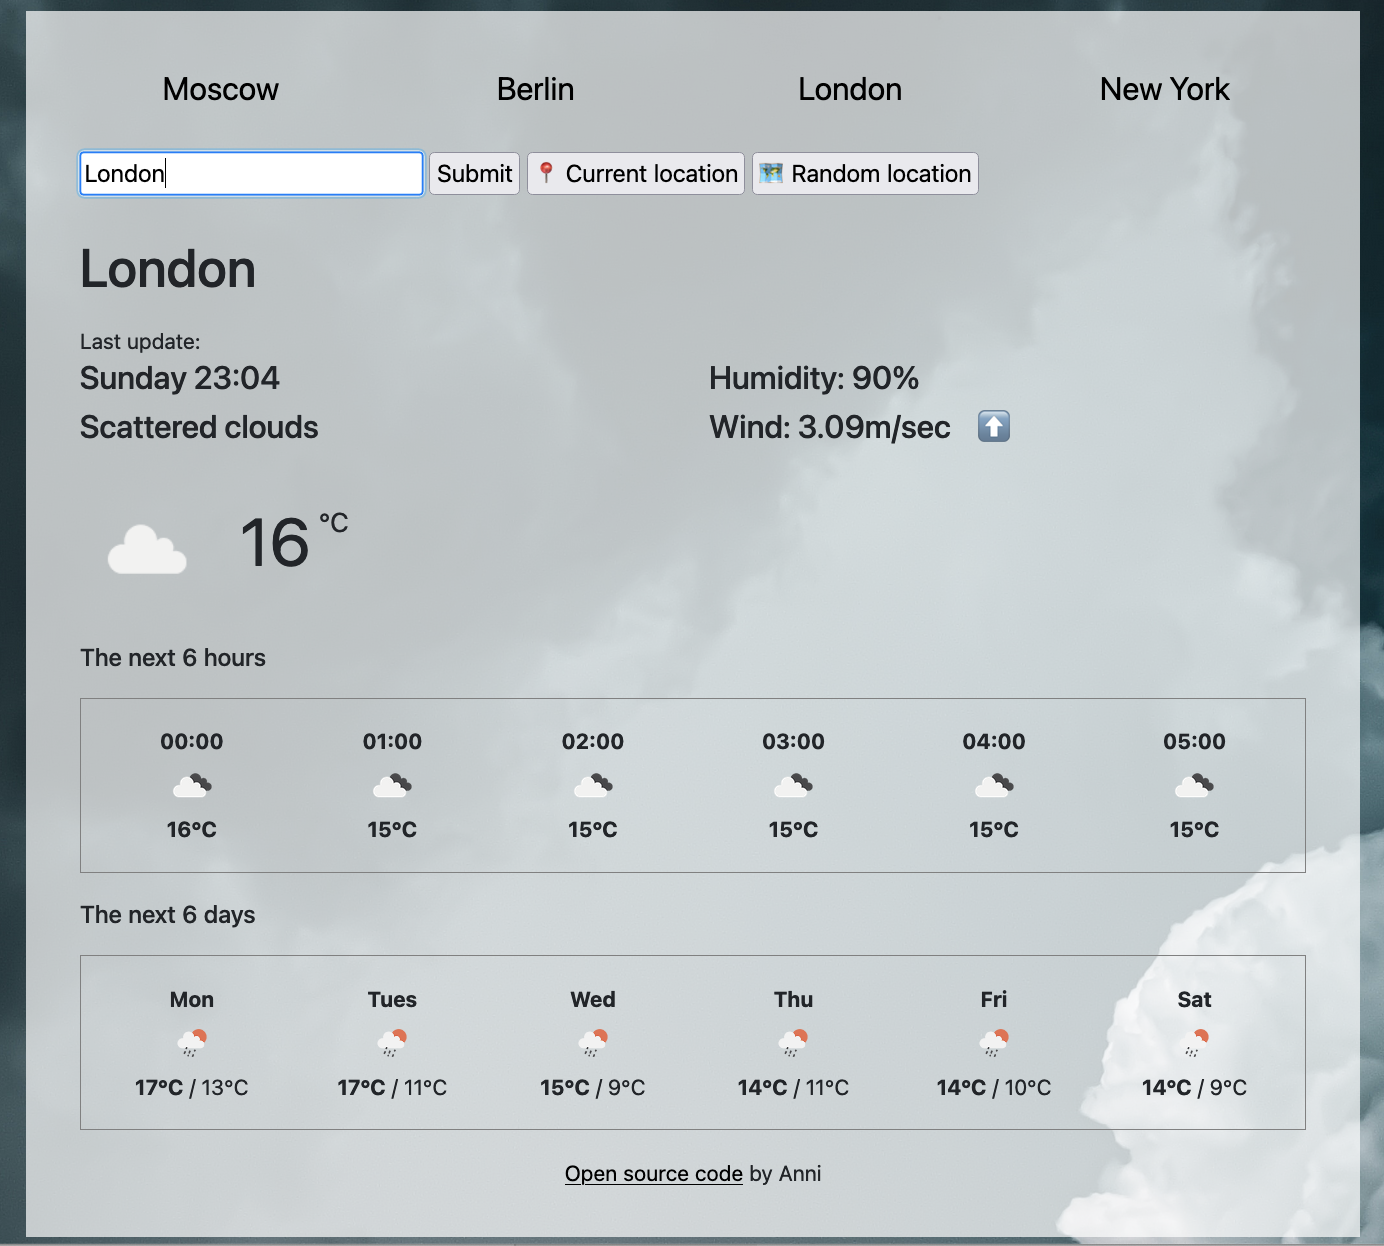 Moscow Berlin London New York
London Submit Current location Random location
London
Last update:
Sunday 23:04 Humidity: 90%
Scattered clouds Wind: 3.09m/sec
16 °C
The next 6 hours
00:00 01:00 02:00 03:00 04:00 05:00
16°C 15°C 15°C 15°C 15°C 15°C
The next 6 days
Mon Tues Wed Thu Fri Sat
17°C / 13°C 17°C / 11°C 15°C / 9°C 14°C / 11°C 14°C / 10°C 14°C / 9°C
Open source code by Anni